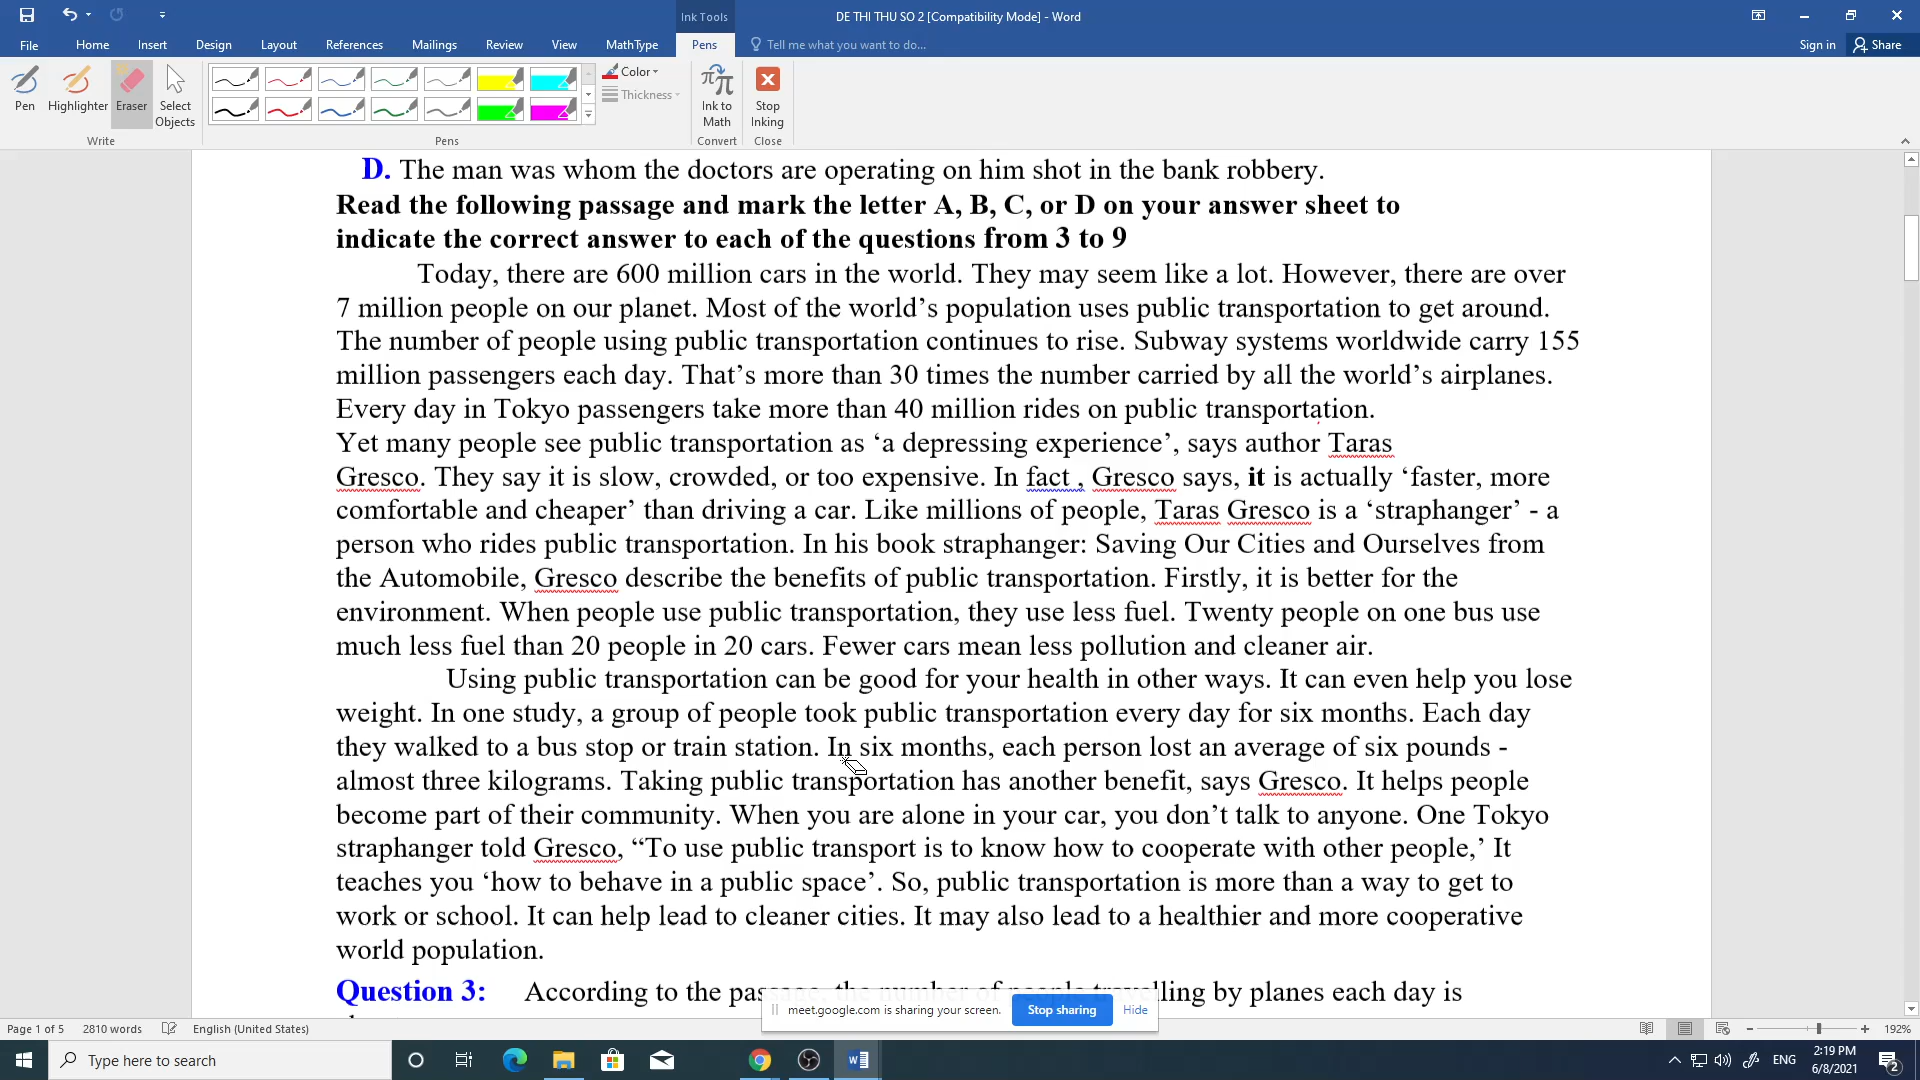 Ink Tools
DE THI THU SO 2 [Compatibility Mode] - Word
File Home Insert Design Layout References Mailings Review View MathType Pens Tell me what you want to do... Sign in Share
Pen Highlighter Eraser Select Objects
Color
Thickness
Ink to Math
Stop Inking
Write Pens Convert Close
D. The man was whom the doctors are operating on him shot in the bank robbery.
Read the following passage and mark the letter A, B, C, or D on your answer sheet to
indicate the correct answer to each of the questions from 3 to 9
Today, there are 600 million cars in the world. They may seem like a lot. However, there are over
7 million people on our planet. Most of the world’s population uses public transportation to get around.
The number of people using public transportation continues to rise. Subway systems worldwide carry 155
million passengers each day. That’s more than 30 times the number carried by all the world’s airplanes.
Every day in Tokyo passengers take more than 40 million rides on public transportation.
Yet many people see public transportation as ‘a depressing experience’, says author Taras
Gresco. They say it is slow, crowded, or too expensive. In fact , Gresco says, it is actually ‘faster, more
comfortable and cheaper’ than driving a car. Like millions of people, Taras Gresco is a ‘straphanger’ - a
person who rides public transportation. In his book straphanger: Saving Our Cities and Ourselves from
the Automobile, Gresco describe the benefits of public transportation. Firstly, it is better for the
environment. When people use public transportation, they use less fuel. Twenty people on one bus use
much less fuel than 20 people in 20 cars. Fewer cars mean less pollution and cleaner air.
Using public transportation can be good for your health in other ways. It can even help you lose
weight. In one study, a group of people took public transportation every day for six months. Each day
they walked to a bus stop or train station. In six months, each person lost an average of six pounds -
almost three kilograms. Taking public transportation has another benefit, says Gresco. It helps people
become part of their community. When you are alone in your car, you don’t talk to anyone. One Tokyo
straphanger told Gresco, “To use public transport is to know how to cooperate with other people,’ It
teaches you ‘how to behave in a public space’. So, public transportation is more than a way to get to
work or school. It can help lead to cleaner cities. It may also lead to a healthier and more cooperative
world population.
Question 3: According to the passage, the number of people travelling by planes each day is
meet.google.com is sharing your screen. Stop sharing Hide
Page 1 of 5 2810 words English (United States) 192%
Type here to search
ENG
2:19 PM
6/8/2021
2